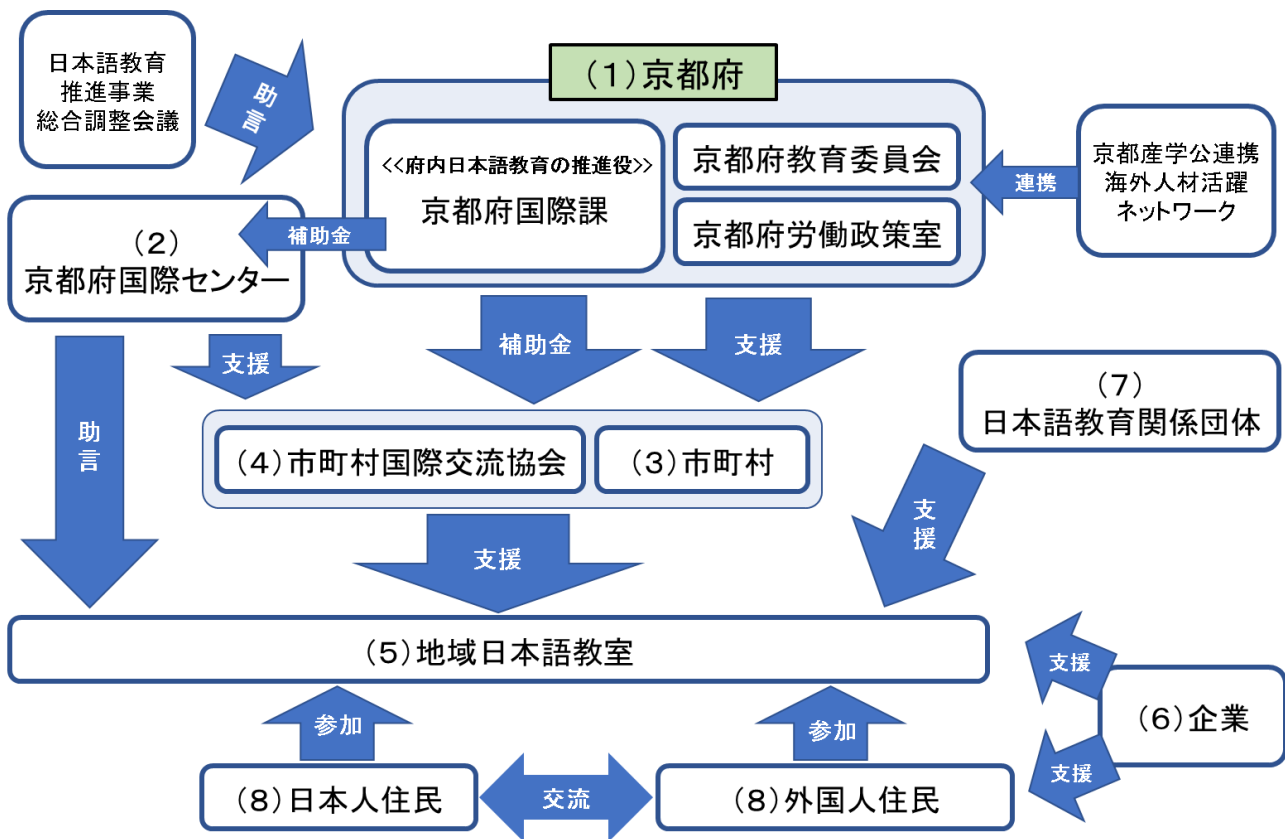 日本語教育
推進事業
総合調整会議
助言
(1)京都府
<<府内日本語教育の推進役>>
京都府国際課
京都府教育委員会
京都府労働政策室
連携
京都産学公連携
海外人材活躍
ネットワーク
(2)
京都府国際センター
補助金
助言
支援
補助金
支援
(7)
日本語教育関係団体
(4)市町村国際交流協会
(3)市町村
支援
支援
(5)地域日本語教室
支援
(6)企業
支援
参加
参加
(8)日本人住民
交流
(8)外国人住民